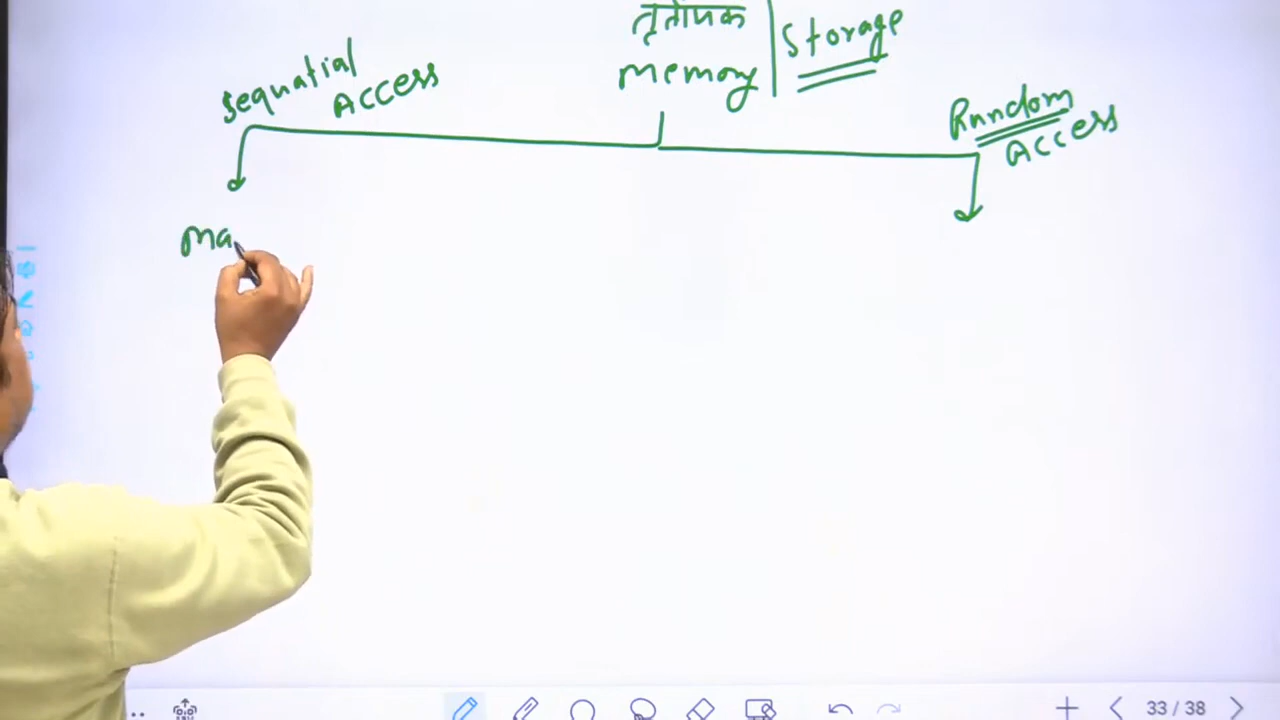 तृतीयक
Memory
Storage
Sequatial
Access
Random
Access
Ma
33 / 38